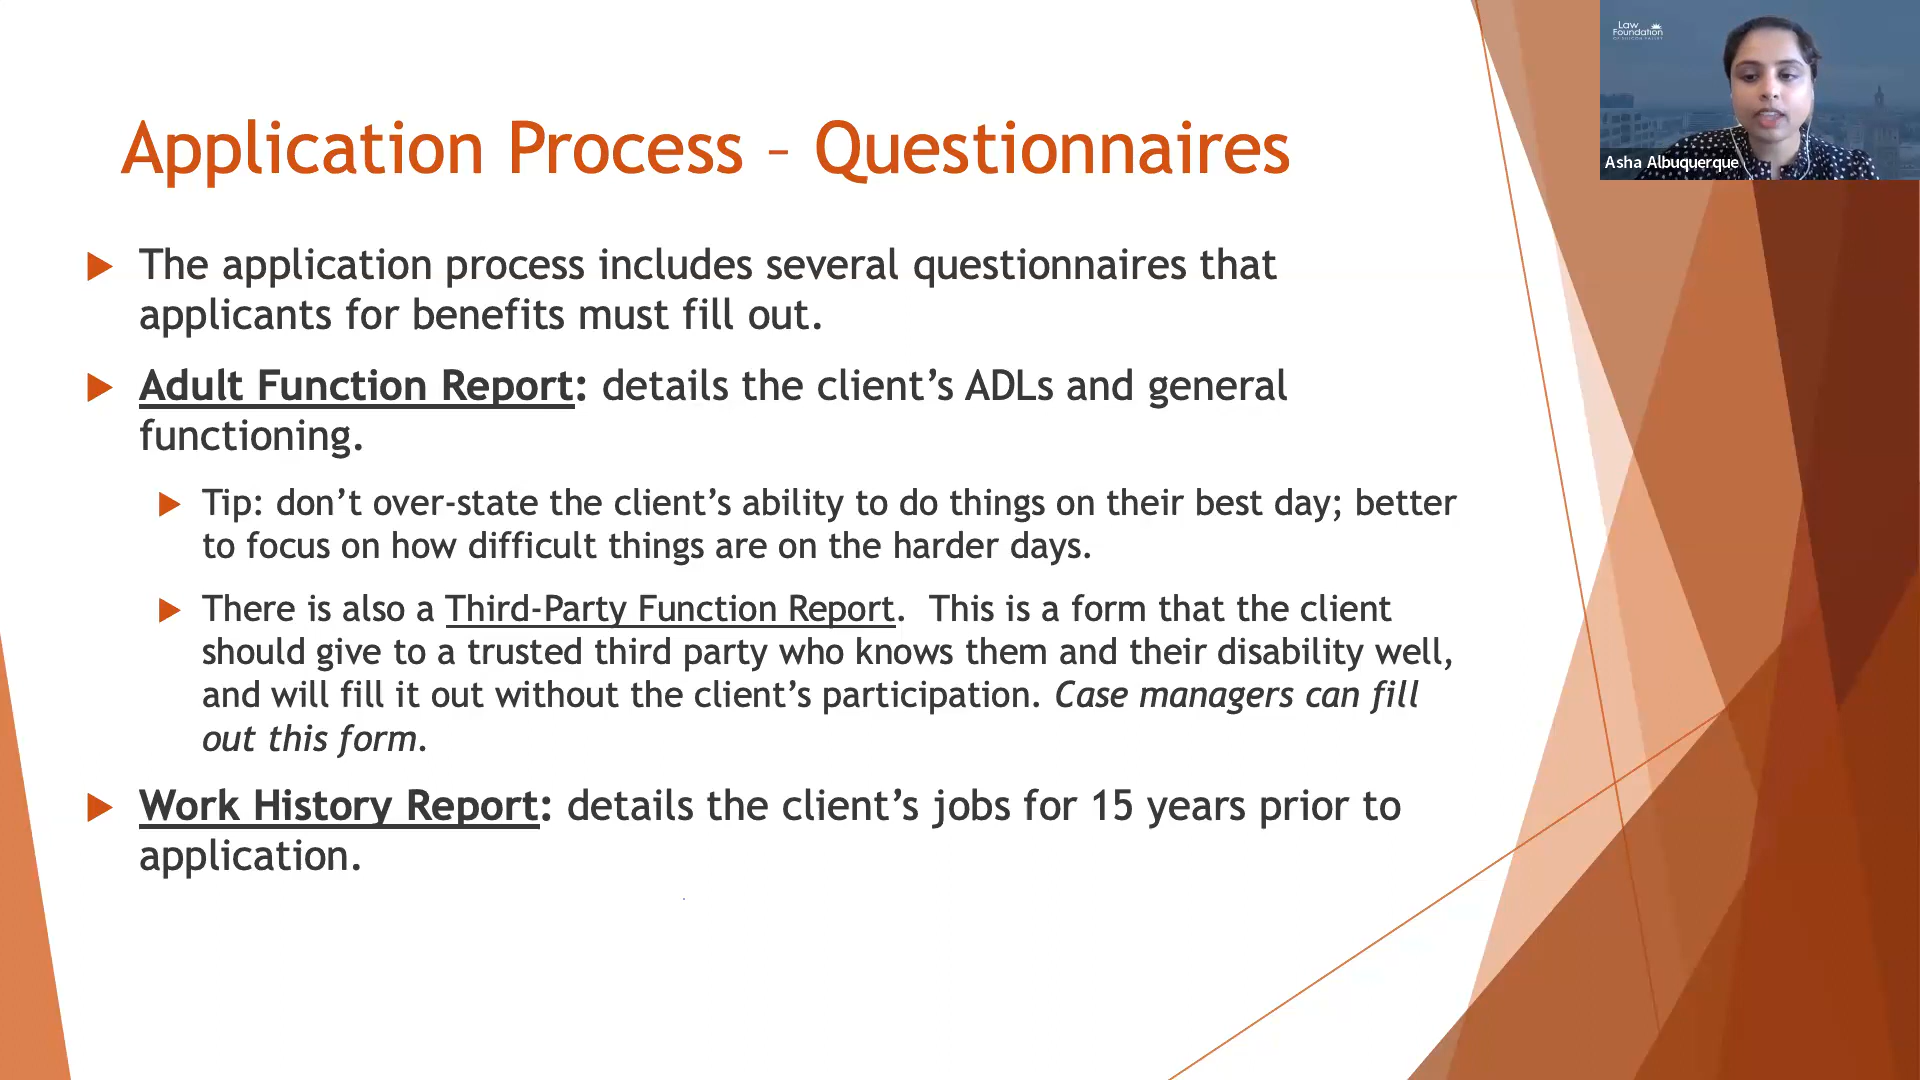 Application Process – Questionnaires
The application process includes several questionnaires that
applicants for benefits must fill out.
Adult Function Report: details the client’s ADLs and general
functioning.
Tip: don’t over-state the client’s ability to do things on their best day; better
to focus on how difficult things are on the harder days.
There is also a Third-Party Function Report.  This is a form that the client
should give to a trusted third party who knows them and their disability well,
and will fill it out without the client’s participation. Case managers can fill
out this form.
Work History Report: details the client’s jobs for 15 years prior to
application.
Law
Foundation
OF SILICON VALLEY
Asha Albuquerque